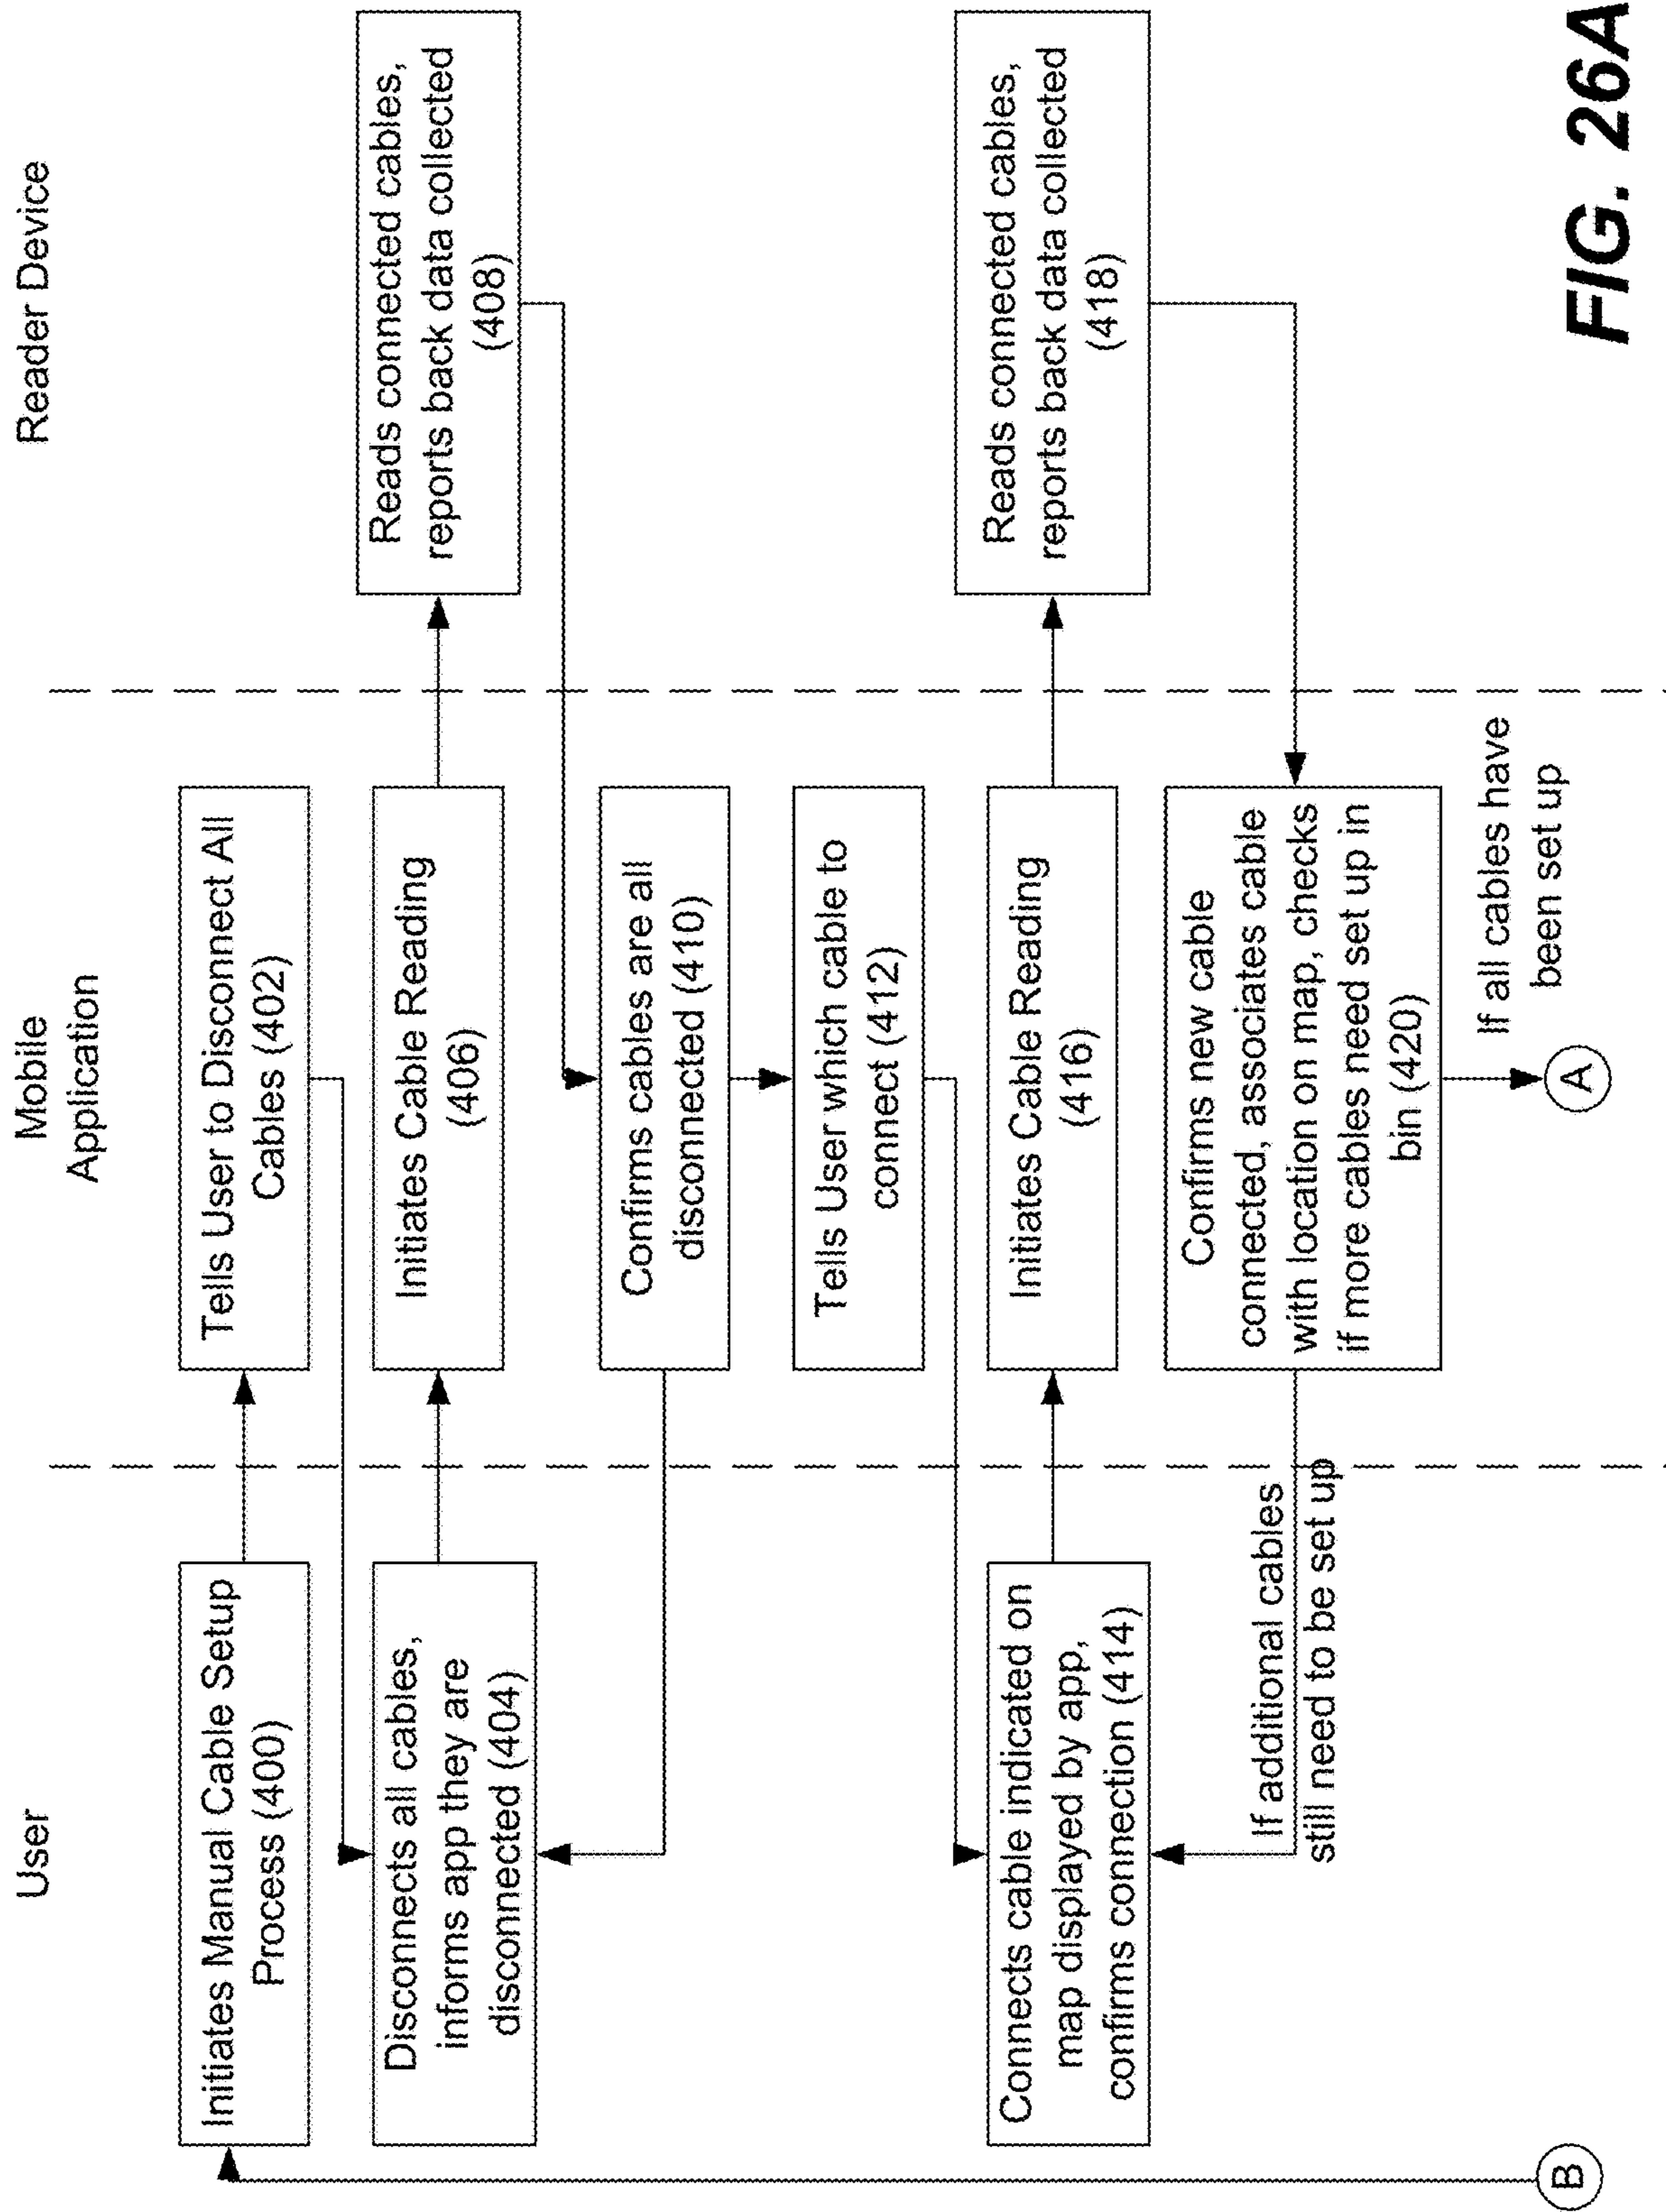 User
Mobile
Application
Reader Device
Initiates Manual Cable Setup
Process (400)
Tells User to Disconnect All
Cables (402)
Disconnects all cables,
informs app they are
disconnected (404)
Initiates Cable Reading
(406)
Reads connected cables,
reports back data collected
(408)
Confirms cables are all
disconnected (410)
Tells User which cable to
connect (412)
Connects cable indicated on
map displayed by app,
confirms connection (414)
Initiates Cable Reading
(416)
Reads connected cables,
reports back data collected
(418)
Confirms new cable
connected, associates cable
with location on map, checks
if more cables need set up in
bin (420)
If additional cables
still need to be set up
If all cables have
been set up
B
A
FIG. 26A